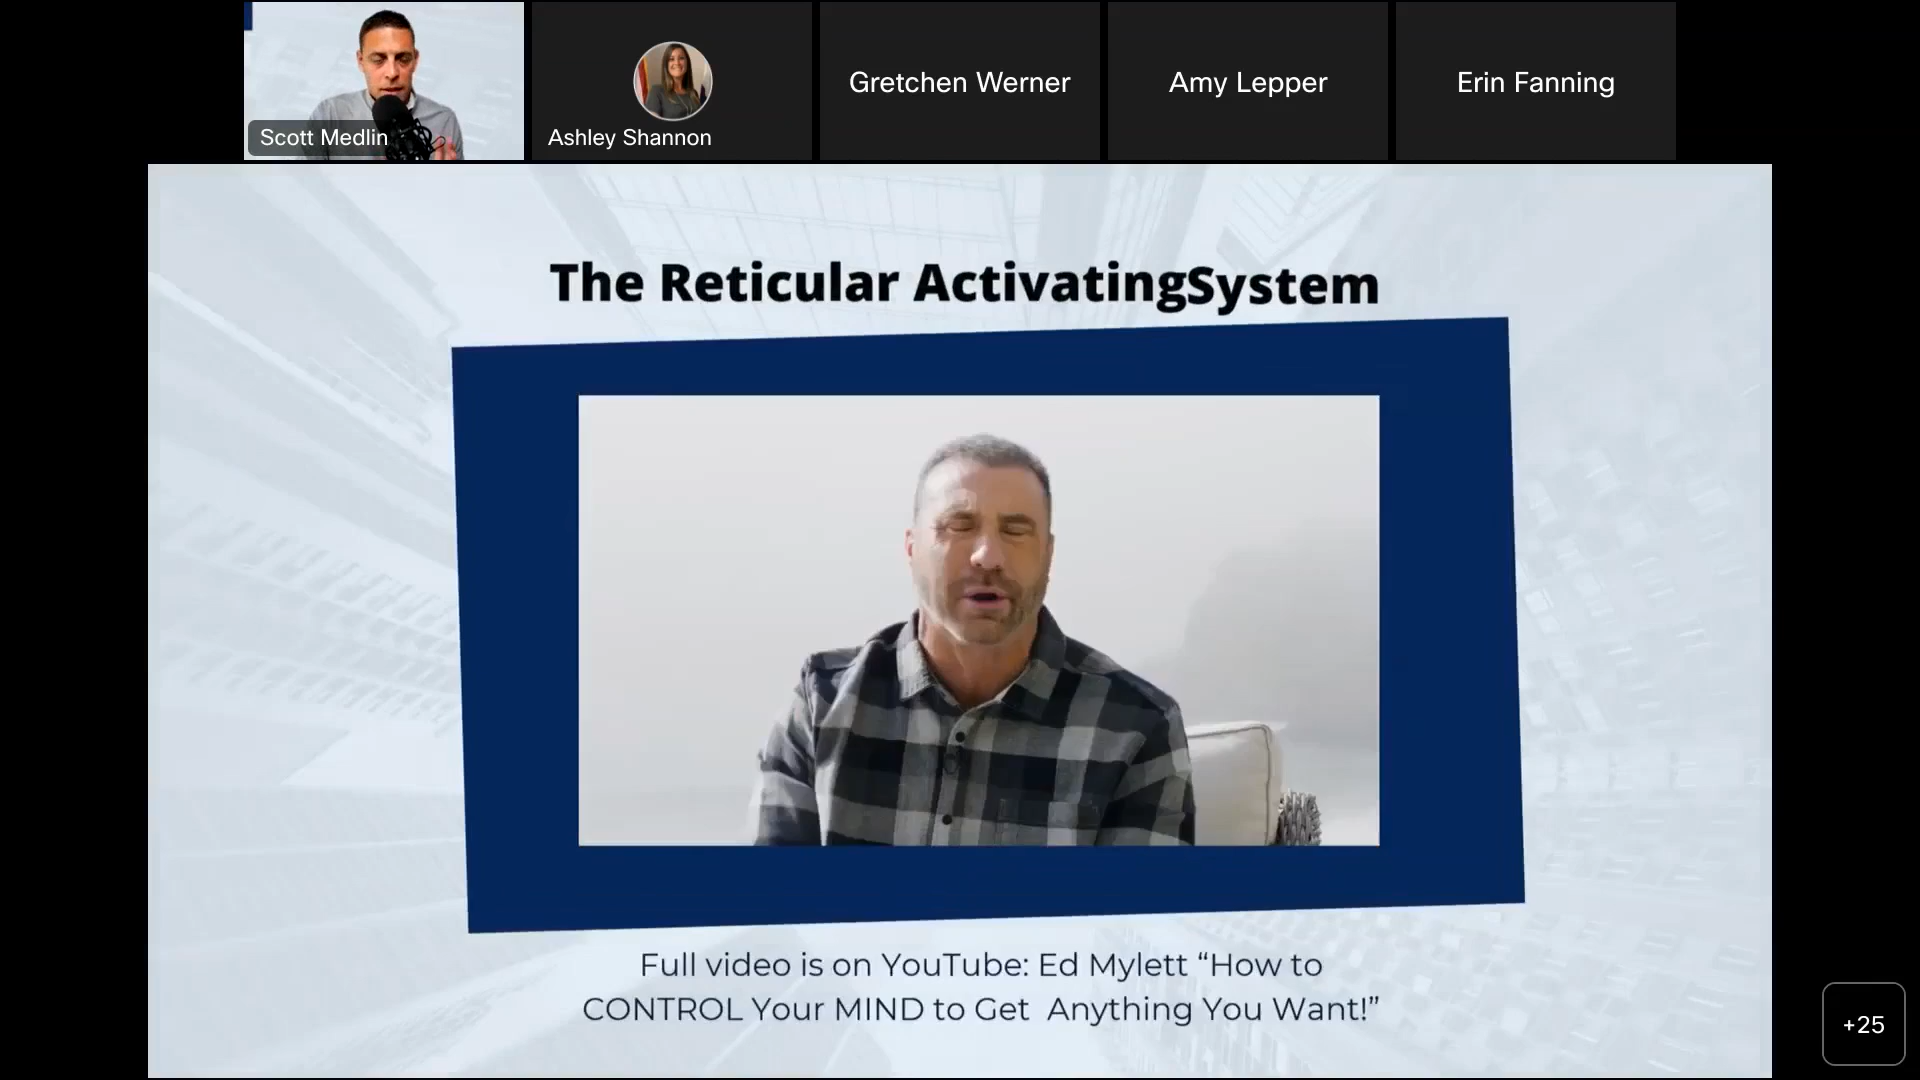 Scott Medlin
Ashley Shannon
Gretchen Werner
Amy Lepper
Erin Fanning
The Reticular ActivatingSystem
Full video is on YouTube: Ed Mylett “How to
CONTROL Your MIND to Get  Anything You Want!”
+25